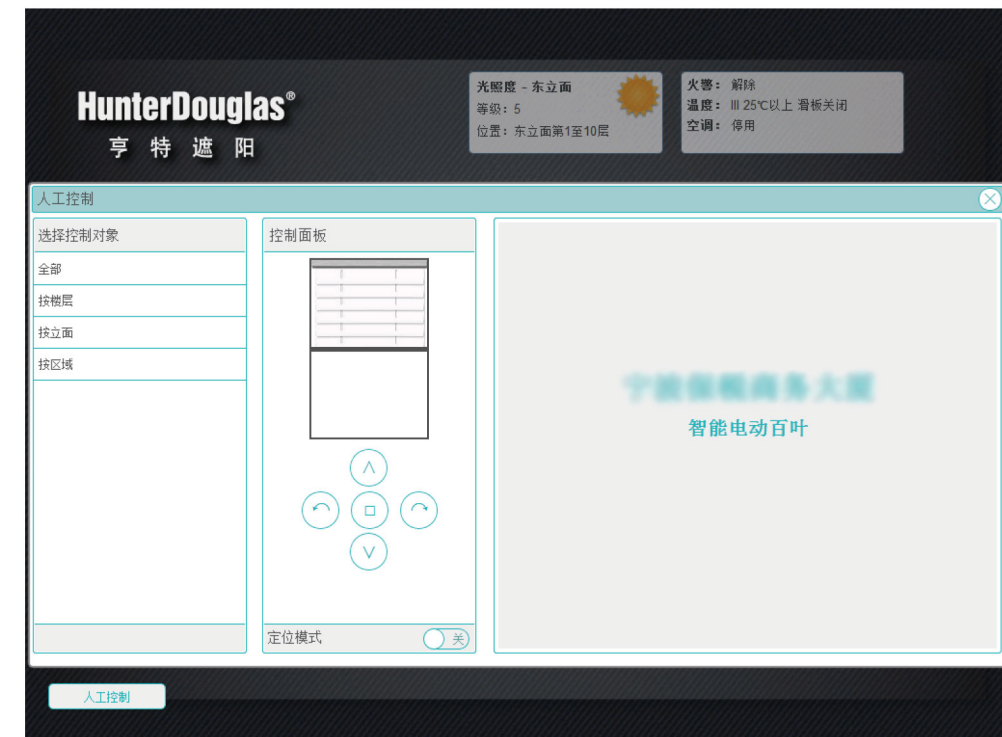 HunterDouglas®
亨特遮阳
光照度 - 东立面
等级：5
位置：东立面第1至10层
火警： 解除
温度： III 25℃以上 滑板关闭
空调： 停用
人工控制
选择控制对象
全部
按楼层
按立面
按区域
控制面板
定位模式
关
智能电动百叶
人工控制